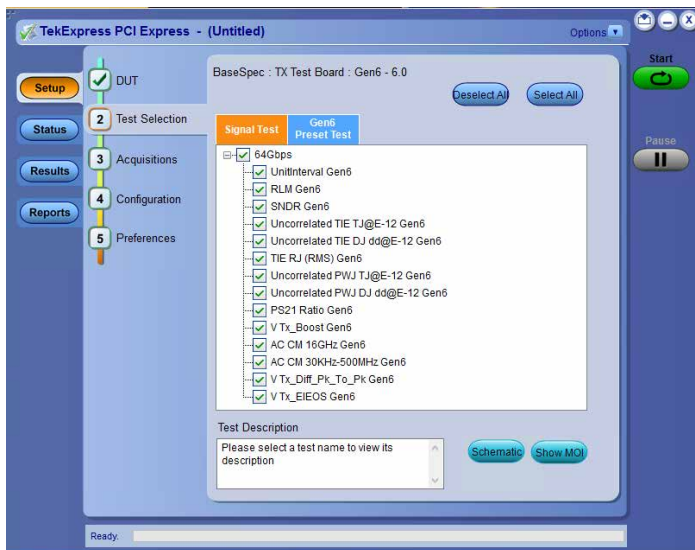 TekExpress PCI Express - (Untitled)
Options
Start
Setup
DUT
BaseSpec : TX Test Board : Gen6 - 6.0
Deselect All
Select All
Status
2 Test Selection
Signal Test
Gen6
Preset Test
Pause
Results
3 Acquisitions
Reports
4 Configuration
5 Preferences
64Gbps
UnitInterval Gen6
RLM Gen6
SNDR Gen6
Uncorrelated TIE TJ@E-12 Gen6
Uncorrelated TIE DJ dd@E-12 Gen6
TIE RJ (RMS) Gen6
Uncorrelated PWJ TJ@E-12 Gen6
Uncorrelated PWJ DJ dd@E-12 Gen6
PS21 Ratio Gen6
V Tx_Boost Gen6
AC CM 16GHz Gen6
AC CM 30KHz-500MHz Gen6
V Tx_Diff_Pk_To_Pk Gen6
V Tx_EIEOS Gen6
Test Description
Please select a test name to view its
description
Schematic
Show MOI
Ready.